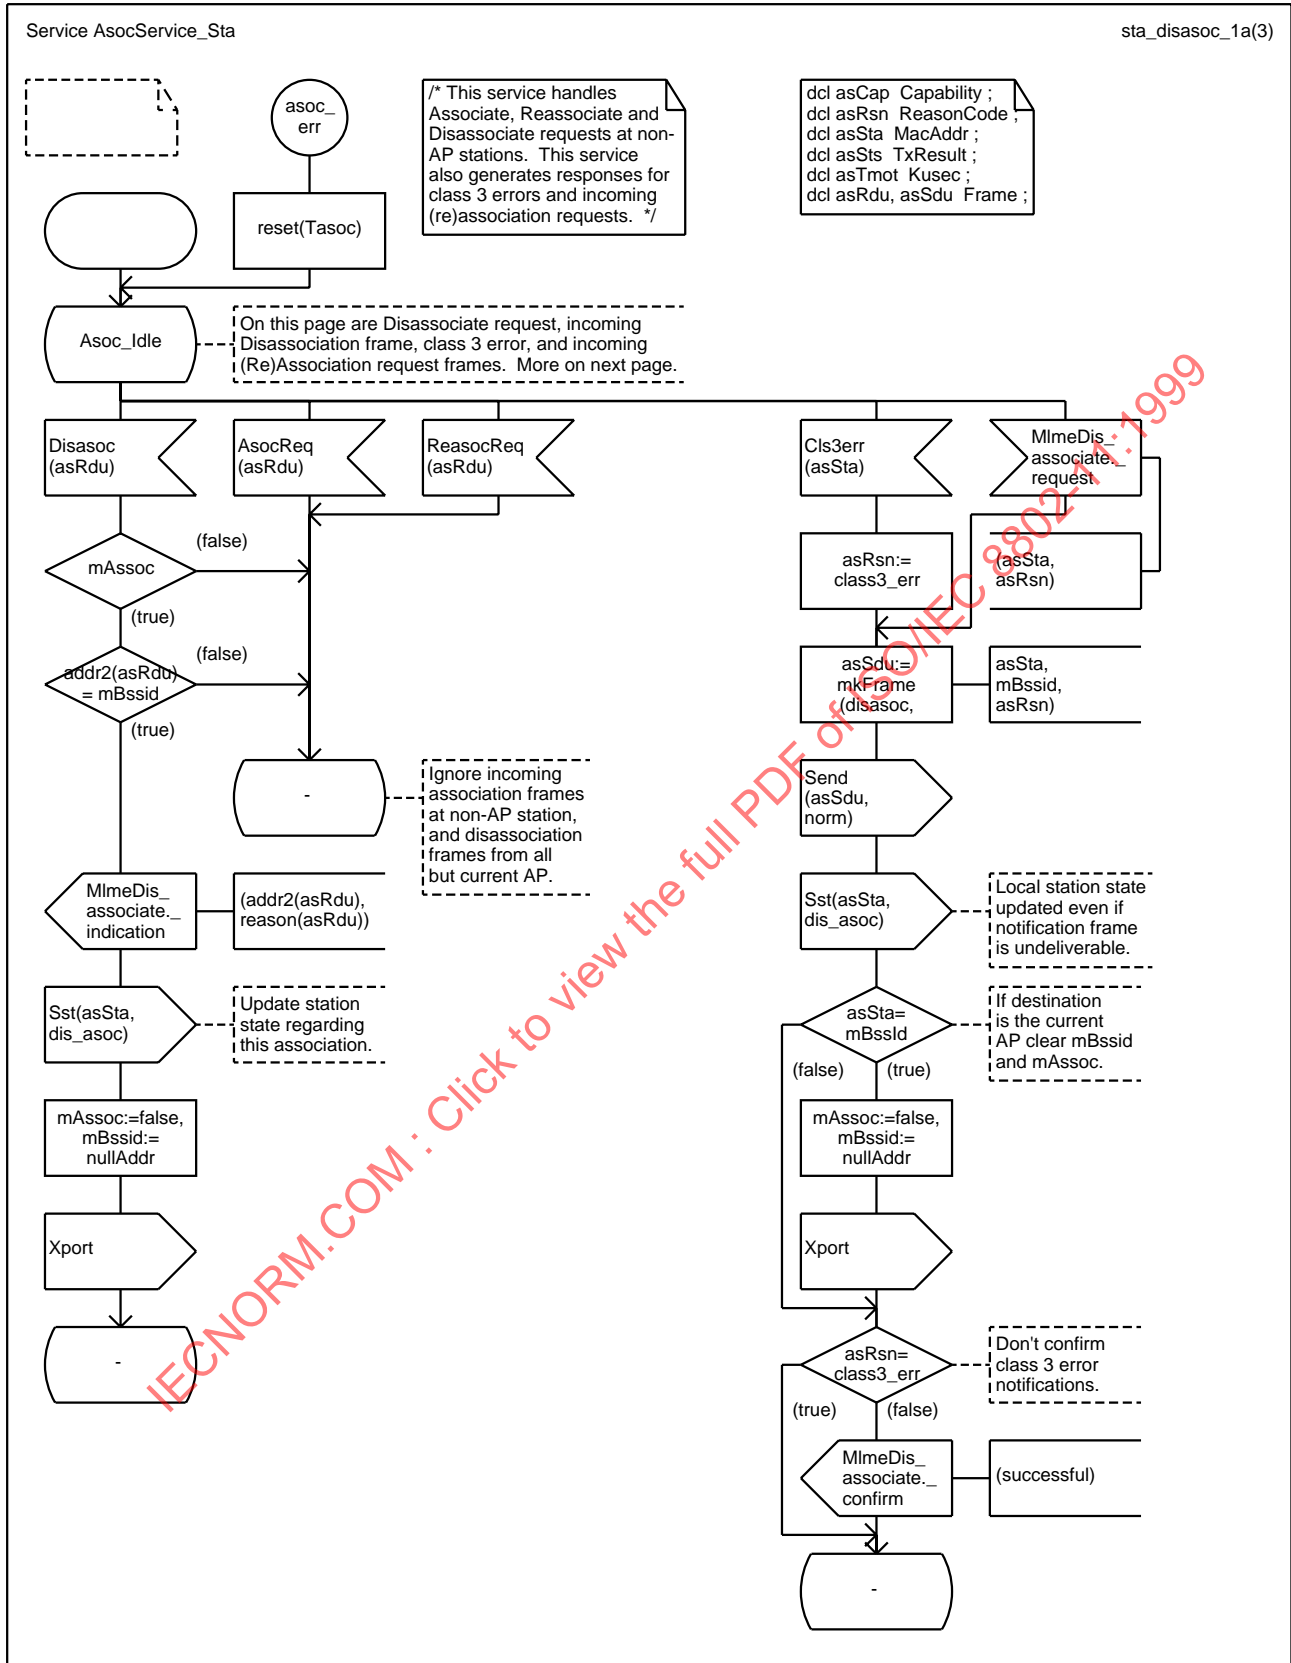 Service AsocService_Sta
sta_disasoc_1a(3)
asoc_
err
/* This service handles
Associate, Reassociate and
Disassociate requests at non-
AP stations.  This service
also generates responses for
class 3 errors and incoming
(re)association requests.  */
dcl asCap  Capability ;
dcl asRsn  ReasonCode ;
dcl asSta  MacAddr ;
dcl asSts  TxResult ;
dcl asTmot  Kusec ;
dcl asRdu, asSdu  Frame ;
reset(Tasoc)
Asoc_Idle
On this page are Disassociate request, incoming
Disassociation frame, class 3 error, and incoming
(Re)Association request frames.  More on next page.
Disasoc
(asRdu)
AsocReq
(asRdu)
ReasocReq
(asRdu)
Cls3err
(asSta)
MlmeDis_
associate._
request
mAssoc
(false)
(true)
asRsn:=
class3_err
(asSta,
asRsn)
addr2(asRdu)
= mBssid
(false)
(true)
asSdu:=
mkFrame
(disasoc,
asSta,
mBssid,
asRsn)
-
Ignore incoming
association frames
at non-AP station,
and disassociation
frames from all
but current AP.
Send
(asSdu,
norm)
MlmeDis_
associate._
indication
(addr2(asRdu),
reason(asRdu))
Sst(asSta,
dis_asoc)
Local station state
updated even if
notification frame
is undeliverable.
Sst(asSta,
dis_asoc)
Update station
state regarding
this association.
asSta=
mBssId
If destination
is the current
AP clear mBssid
and mAssoc.
(false)
(true)
mAssoc:=false,
mBssid:=
nullAddr
mAssoc:=false,
mBssid:=
nullAddr
Xport
Xport
-
asRsn=
class3_err
Don't confirm
class 3 error
notifications.
(true)
(false)
MlmeDis_
associate._
confirm
(successful)
-
IECNORM.COM : Click to view the full PDF of ISO/IEC 8802-11:1999